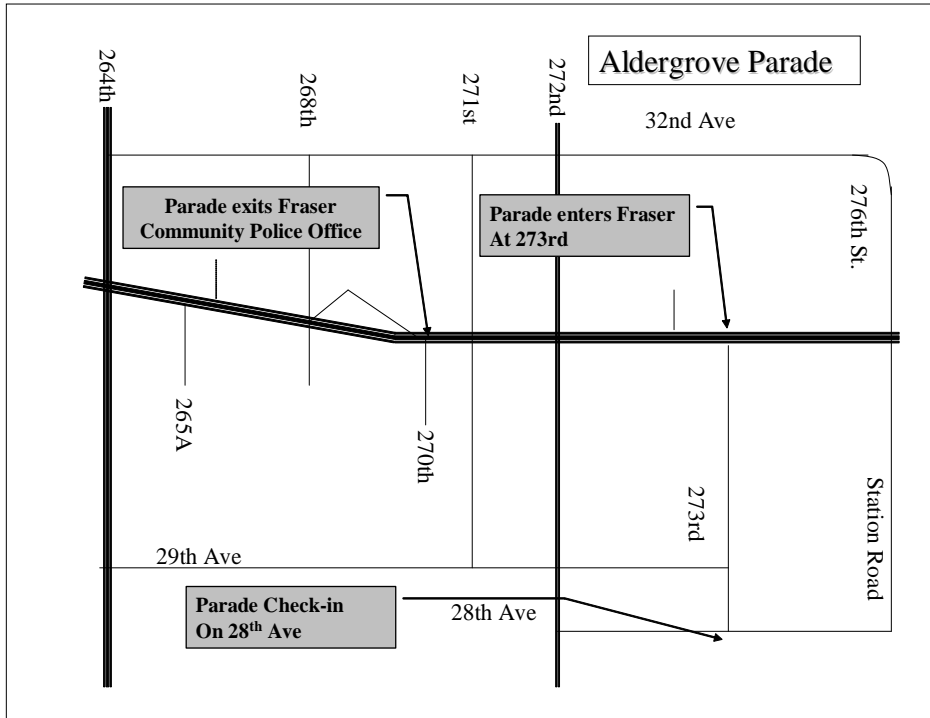 Aldergrove Parade
264th
268th
271st
272nd
32nd Ave
Parade exits Fraser
Community Police Office
Parade enters Fraser
At 273rd
276th St.
265A
270th
273rd
Station Road
29th Ave
Parade Check-in
On 28th Ave
28th Ave